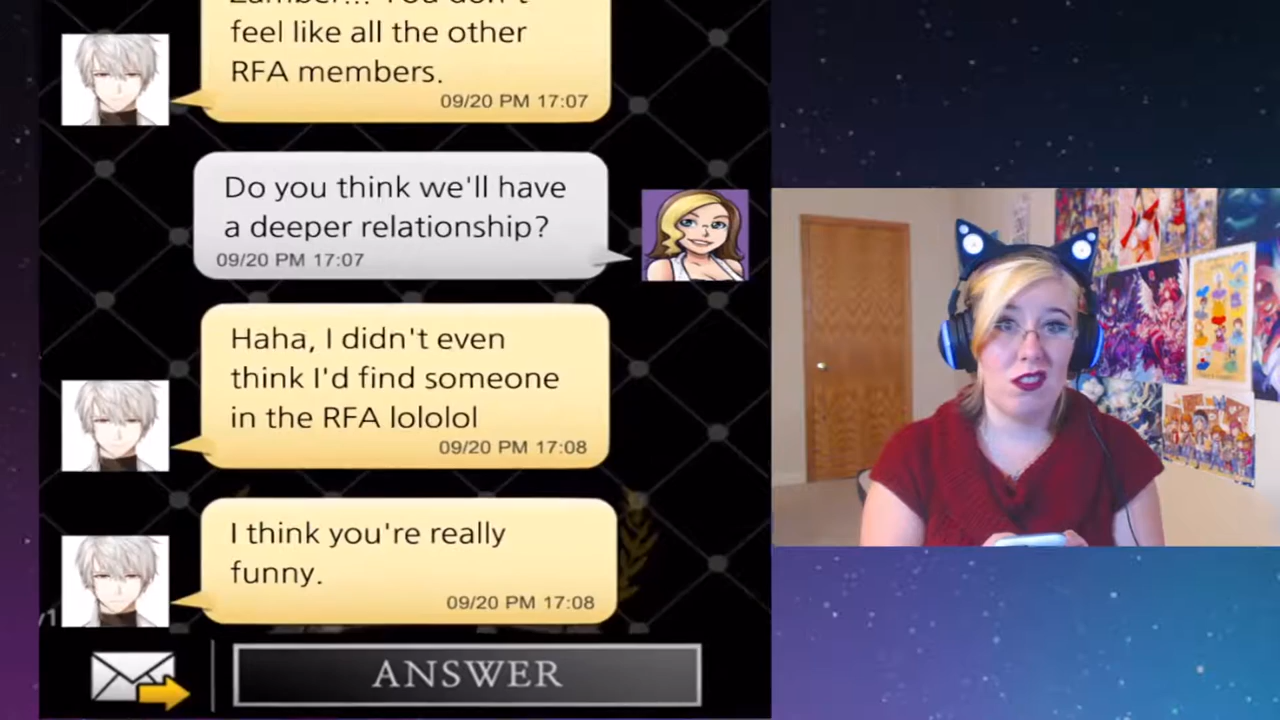 feel like all the other
RFA members.
09/20 PM 17:07
Do you think we'll have
a deeper relationship?
09/20 PM 17:07
Haha, I didn't even
think I'd find someone
in the RFA lololol
09/20 PM 17:08
I think you're really
funny.
09/20 PM 17:08
ANSWER